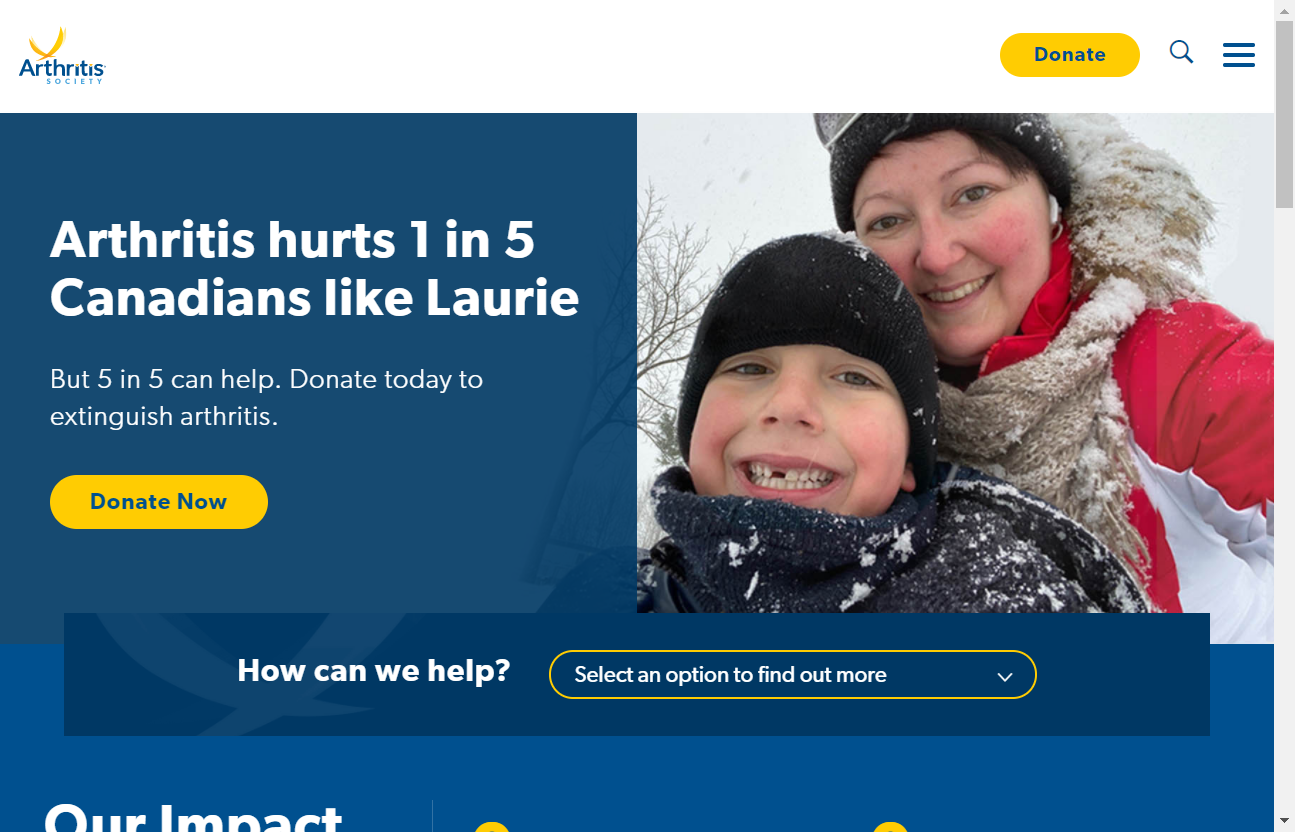 Arthritis
SOCIETY
Donate
Arthritis hurts 1 in 5
Canadians like Laurie
But 5 in 5 can help. Donate today to
extinguish arthritis.
Donate Now
How can we help?
Select an option to find out more
Our Impact